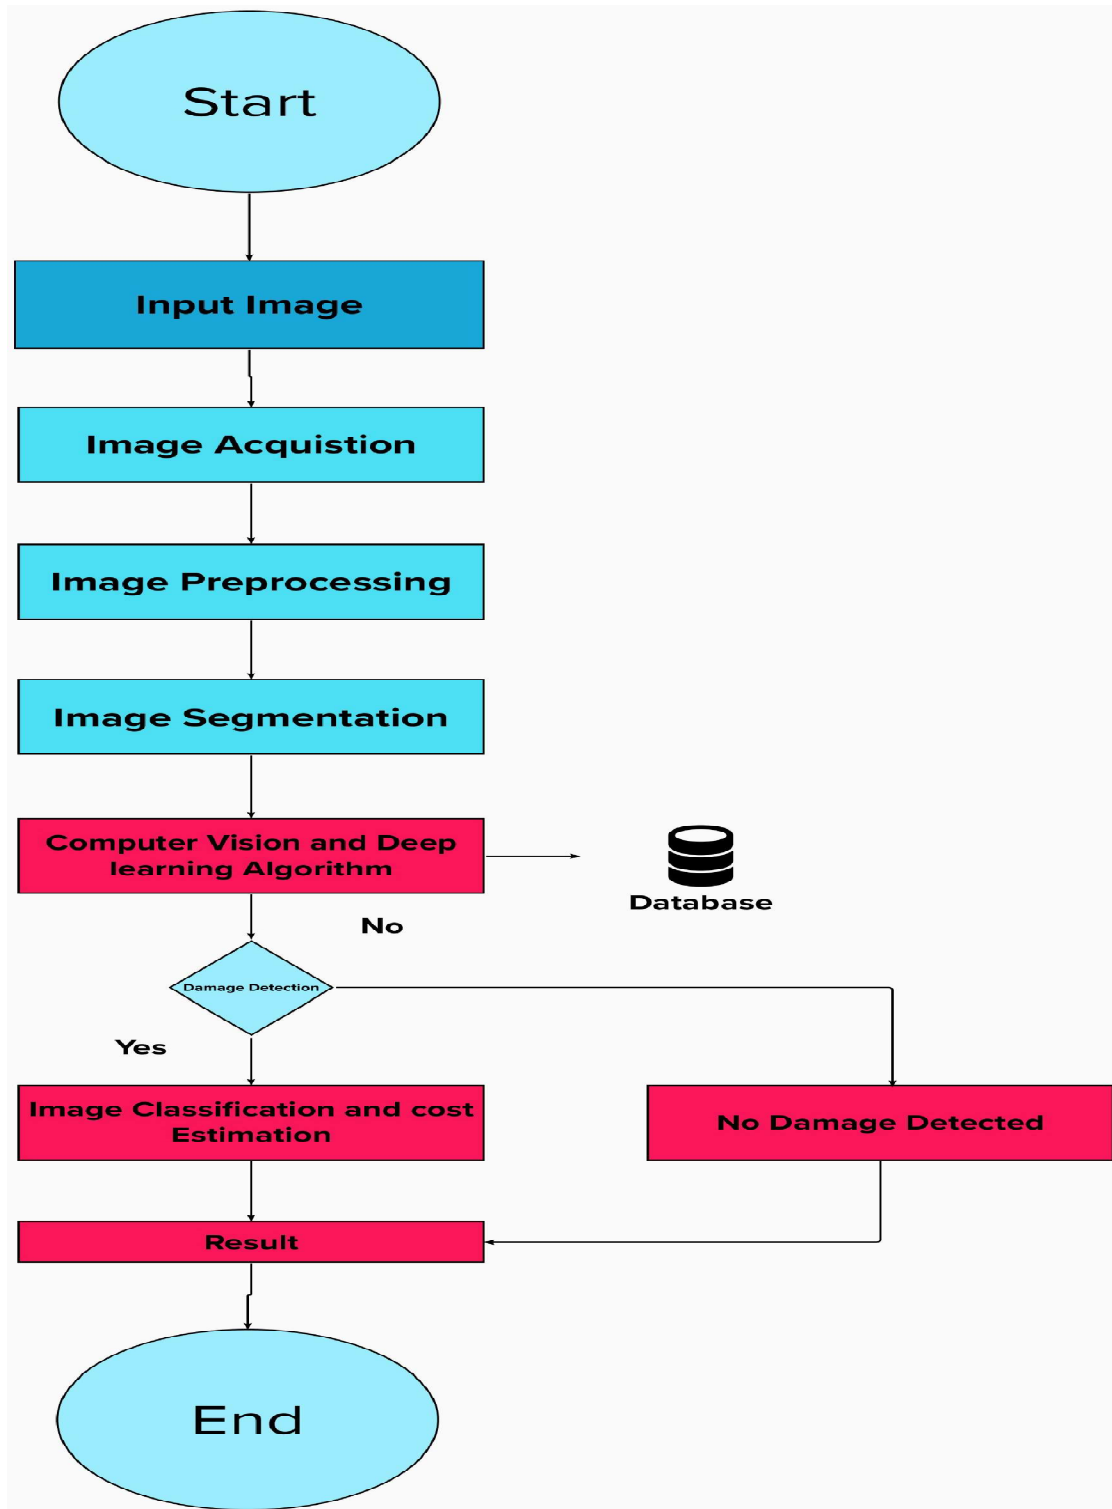 Start
Input Image
Image Acquistion
Image Preprocessing
Image Segmentation
Computer Vision and Deep
learning Algorithm
Database
No
Damage Detection
Yes
Image Classification and cost
Estimation
No Damage Detected
Result
End